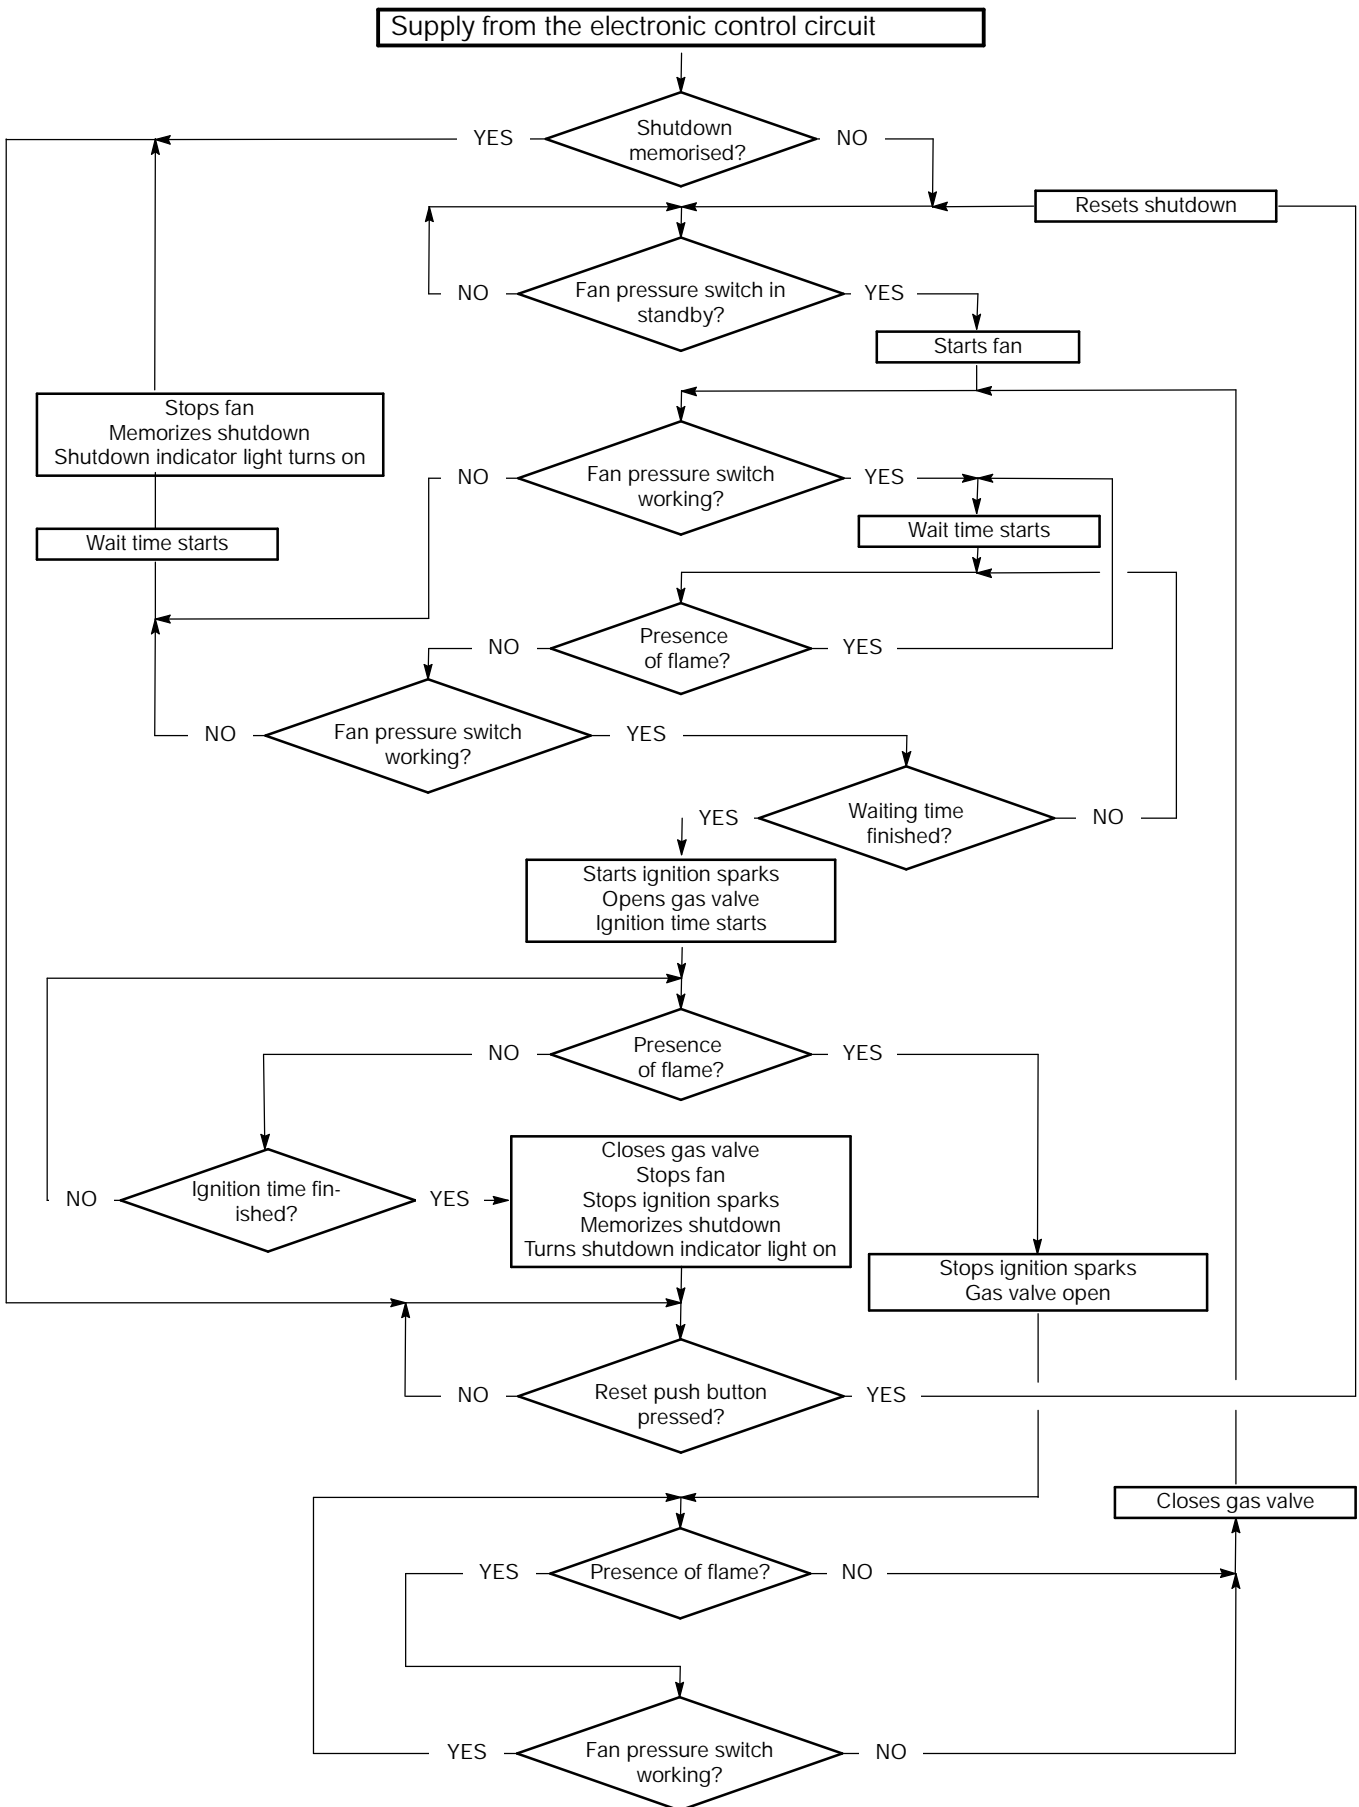 Supply from the electronic control circuit
YES
Shutdown
memorised?
NO
Resets shutdown
NO
Fan pressure switch in
standby?
YES
Starts fan
Stops fan
Memorizes shutdown
Shutdown indicator light turns on
NO
Fan pressure switch
working?
YES
Wait time starts
Wait time starts
NO
Presence
of flame?
YES
NO
Fan pressure switch
working?
YES
YES
Waiting time
finished?
NO
Starts ignition sparks
Opens gas valve
Ignition time starts
NO
Presence
of flame?
YES
NO
Ignition time fin-
ished?
YES
Closes gas valve
Stops fan
Stops ignition sparks
Memorizes shutdown
Turns shutdown indicator light on
Stops ignition sparks
Gas valve open
NO
Reset push button
pressed?
YES
Closes gas valve
YES
Presence of flame?
NO
YES
Fan pressure switch
working?
NO